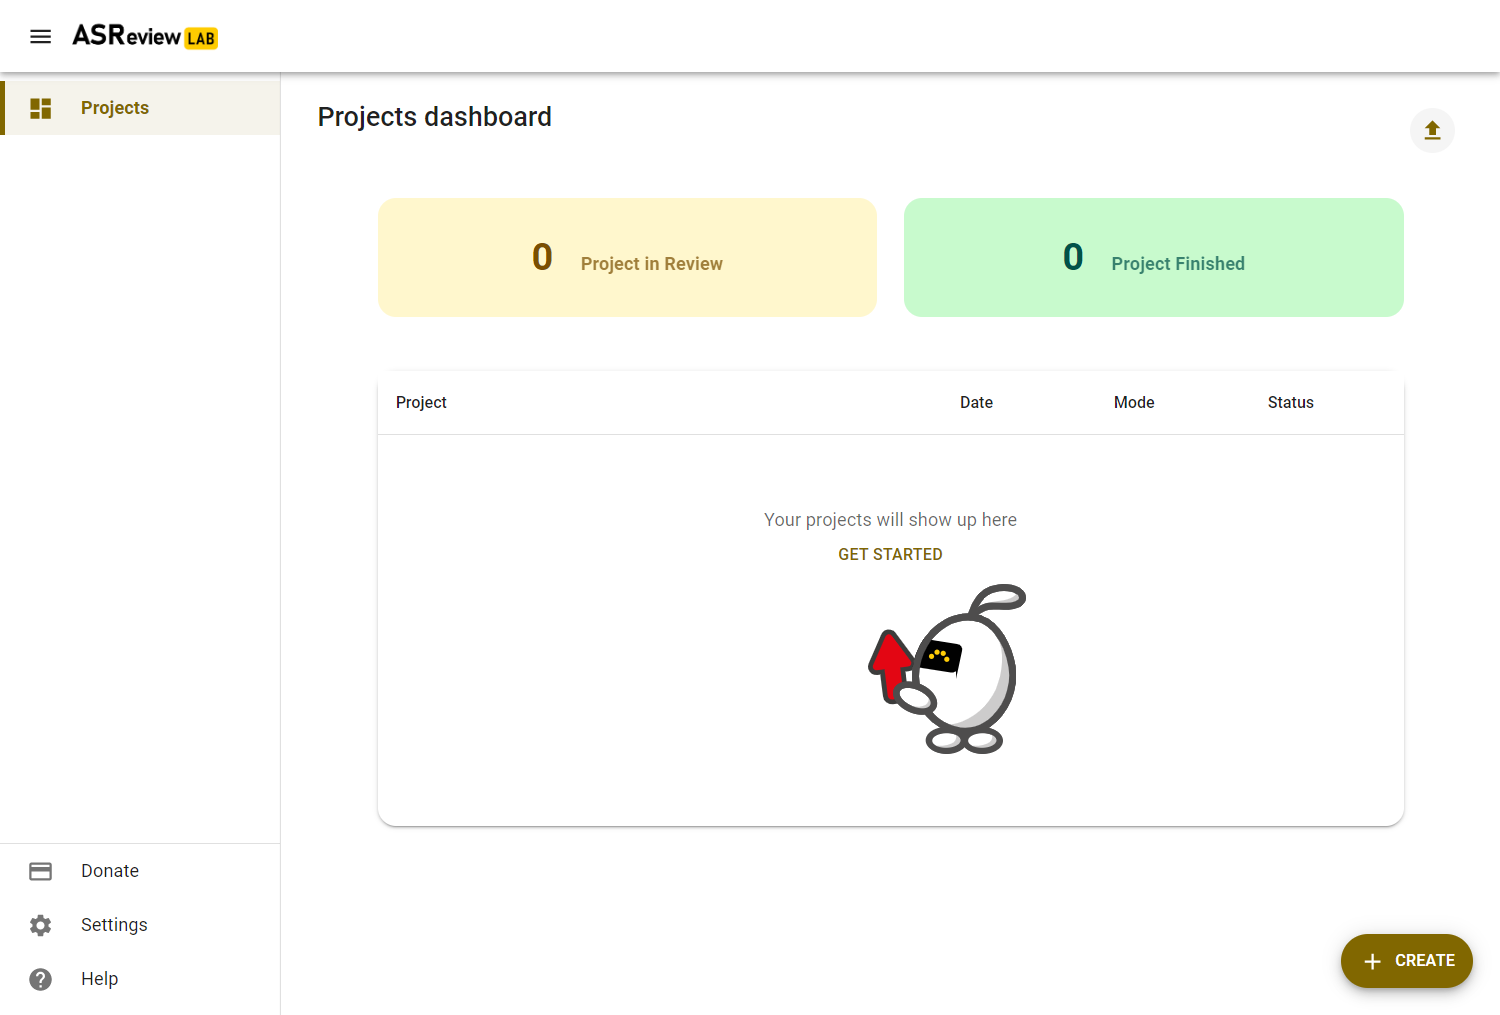 ASReview LAB
Projects
Projects dashboard
0 Project in Review
0 Project Finished
Project Date Mode Status
Your projects will show up here
GET STARTED
Donate
Settings
Help
CREATE